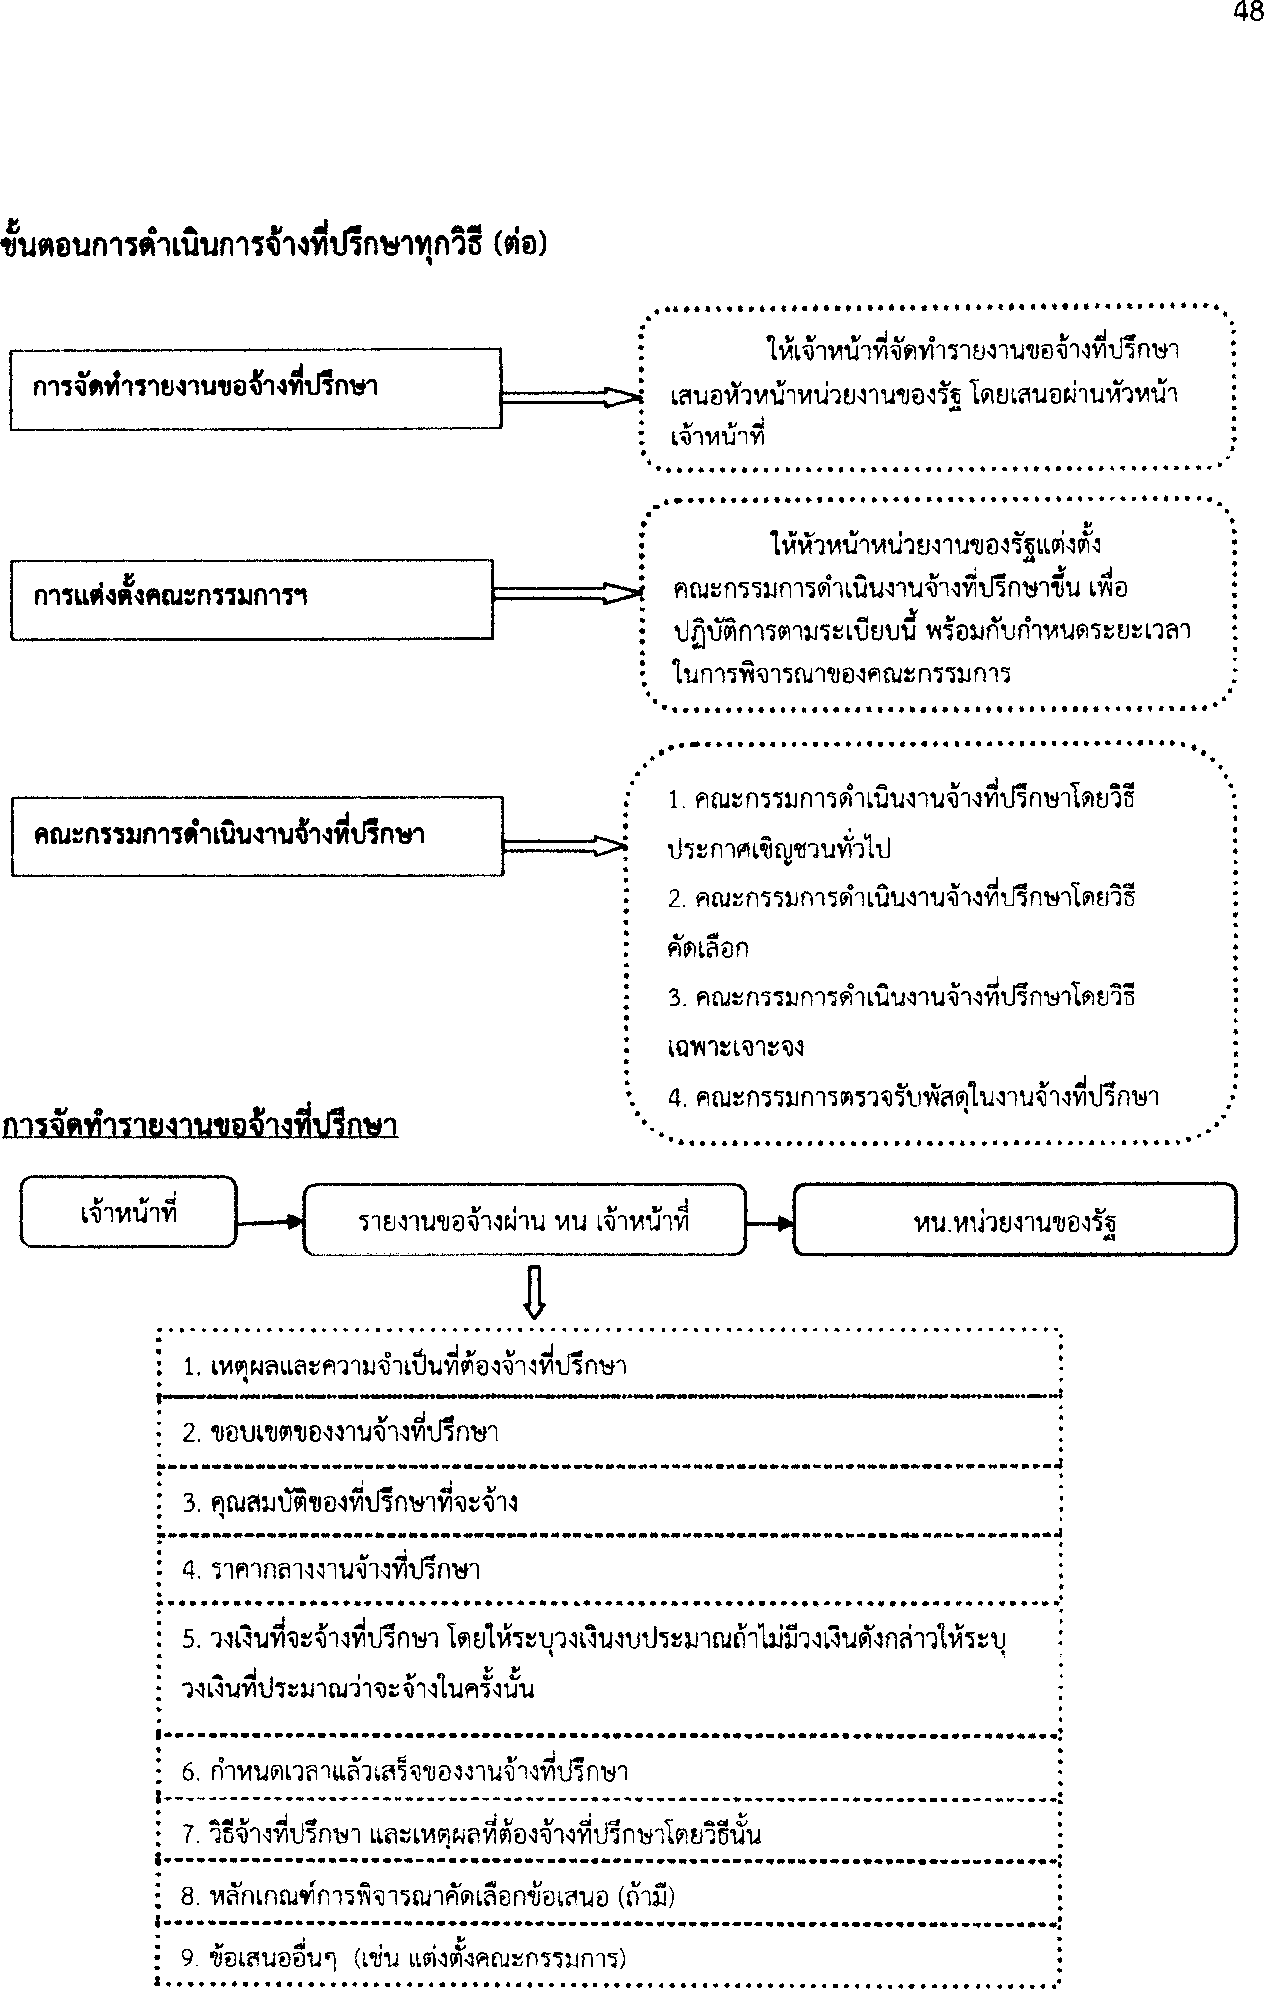 48
ขั้นตอนการดำเนินการจ้างที่ปรึกษาทุกวิธี (ต่อ)
การจัดทำรายงานขอจ้างที่ปรึกษา
ให้เจ้าหน้าที่จัดทำรายงานขอจ้างที่ปรึกษา
เสนอหัวหน้าหน่วยงานของรัฐ โดยเสนอผ่านหัวหน้า
เจ้าหน้าที่
การแต่งตั้งคณะกรรมการฯ
ให้หัวหน้าหน่วยงานของรัฐแต่งตั้ง
คณะกรรมการดำเนินงานจ้างที่ปรึกษาขึ้น เพื่อ
ปฏิบัติการตามระเบียบนี้ พร้อมกับกำหนดระยะเวลา
ในการพิจารณาของคณะกรรมการ
คณะกรรมการดำเนินงานจ้างที่ปรึกษา
1. คณะกรรมการดำเนินงานจ้างที่ปรึกษาโดยวิธี
ประกาศเชิญชวนทั่วไป
2. คณะกรรมการดำเนินงานจ้างที่ปรึกษาโดยวิธี
คัดเลือก
3. คณะกรรมการดำเนินงานจ้างที่ปรึกษาโดยวิธี
เฉพาะเจาะจง
4. คณะกรรมการตรวจรับพัสดุในงานจ้างที่ปรึกษา
การจัดทำรายงานขอจ้างที่ปรึกษา
เจ้าหน้าที่
รายงานขอจ้างผ่าน หน เจ้าหน้าที่
หน.หน่วยงานของรัฐ
1. เหตุผลและความจำเป็นที่ต้องจ้างที่ปรึกษา
2. ขอบเขตของงานจ้างที่ปรึกษา
3. คุณสมบัติของที่ปรึกษาที่จะจ้าง
4. ราคากลางงานจ้างที่ปรึกษา
5. วงเงินที่จะจ้างที่ปรึกษา โดยให้ระบุวงเงินงบประมาณถ้าไม่มีวงเงินดังกล่าวให้ระบุ
วงเงินที่ประมาณว่าจะจ้างในครั้งนั้น
6. กำหนดเวลาแล้วเสร็จของงานจ้างที่ปรึกษา
7. วิธีจ้างที่ปรึกษา และเหตุผลที่ต้องจ้างที่ปรึกษาโดยวิธีนั้น
8. หลักเกณฑ์การพิจารณาคัดเลือกข้อเสนอ (ถ้ามี)
9. ข้อเสนออื่นๆ (เช่น แต่งตั้งคณะกรรมการ)